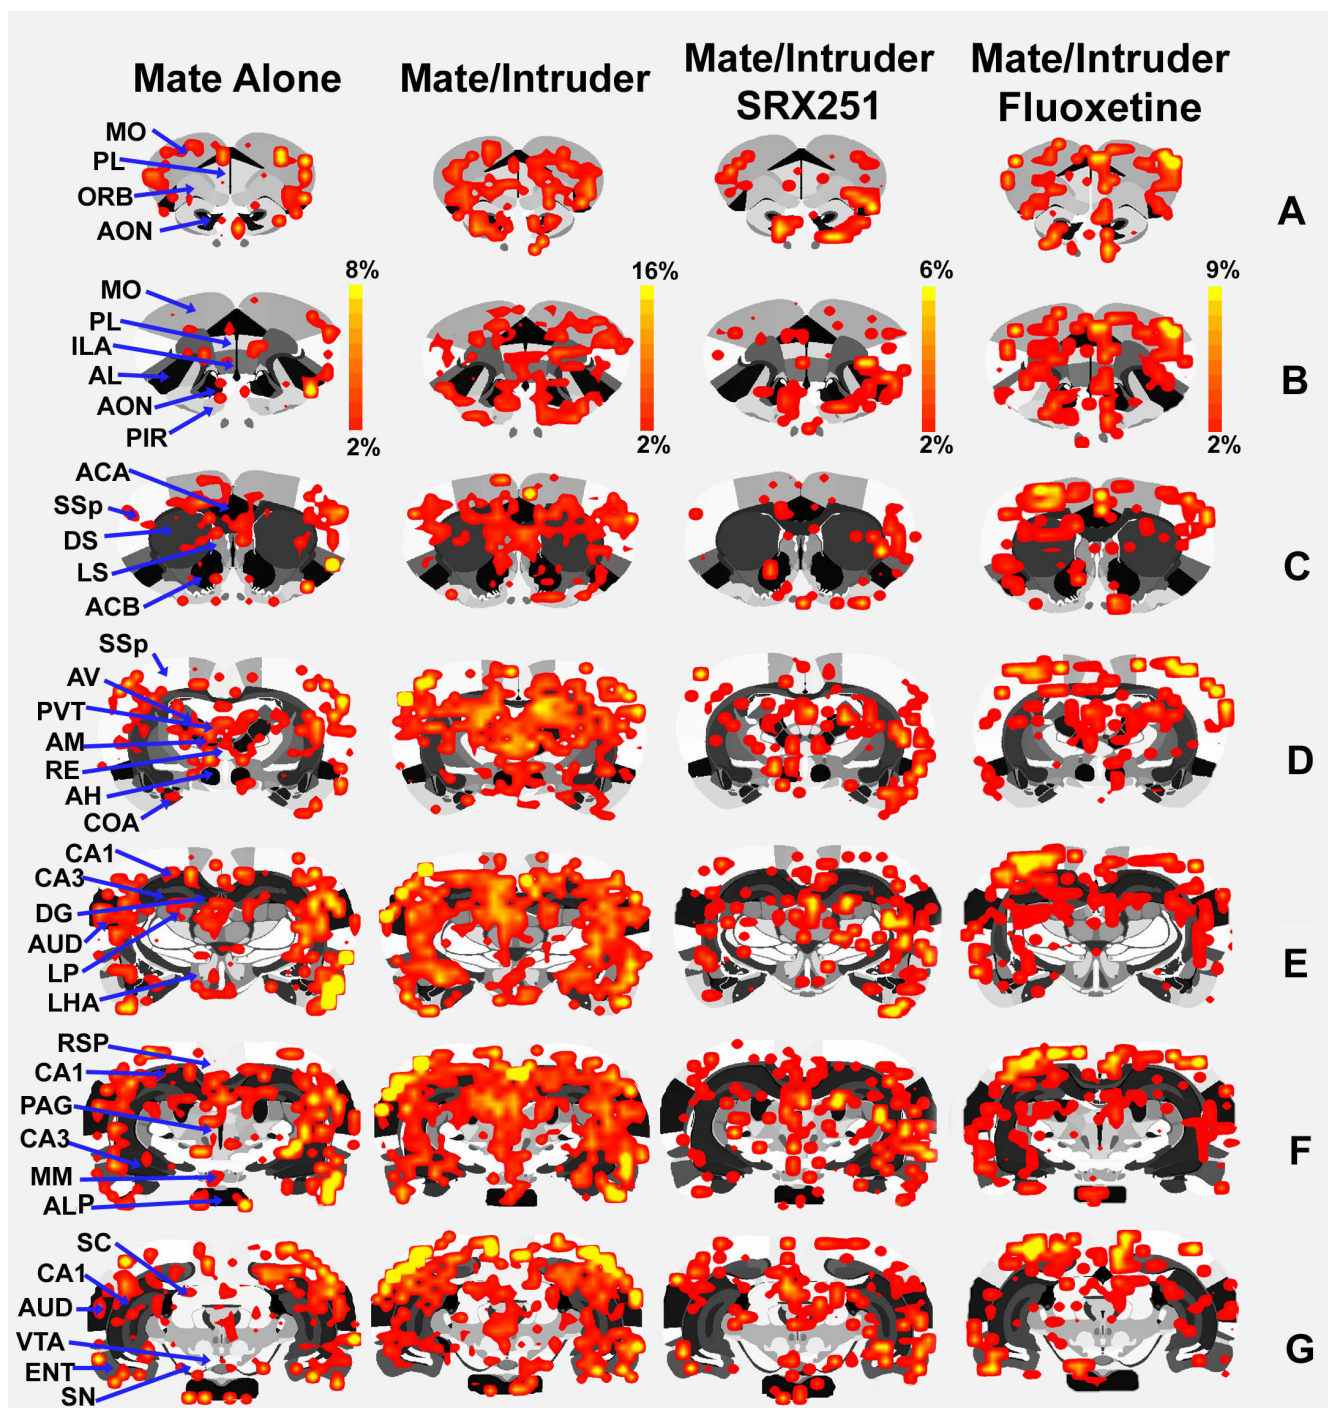 Mate Alone
Mate/Intruder
Mate/Intruder
SRX251
Mate/Intruder
Fluoxetine
MO
PL
ORB
AON
A
8%
16%
6%
9%
MO
PL
ILA
AL
AON
PIR
2%
2%
2%
2%
B
ACA
SSp
DS
LS
ACB
C
SSp
AV
PVT
AM
RE
AH
COA
D
CA1
CA3
DG
AUD
LP
LHA
E
RSP
CA1
PAG
CA3
MM
ALP
F
SC
CA1
AUD
VTA
ENT
SN
G